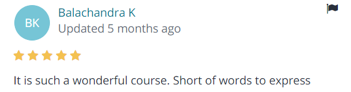 BK
Balachandra K
Updated 5 months ago
It is such a wonderful course. Short of words to express